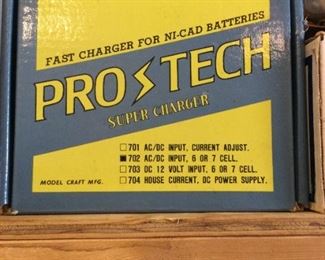 FAST CHARGER FOR NI-CAD BATTERIES
PRO TECH
SUPER CHARGER
701 AC/DC INPUT, CURRENT ADJUST.
702 AC/DC INPUT, 6 OR 7 CELL.
703 DC 12 VOLT INPUT, 6 OR 7 CELL.
704 HOUSE CURRENT, DC POWER SUPPLY.
MODEL CRAFT MFG.